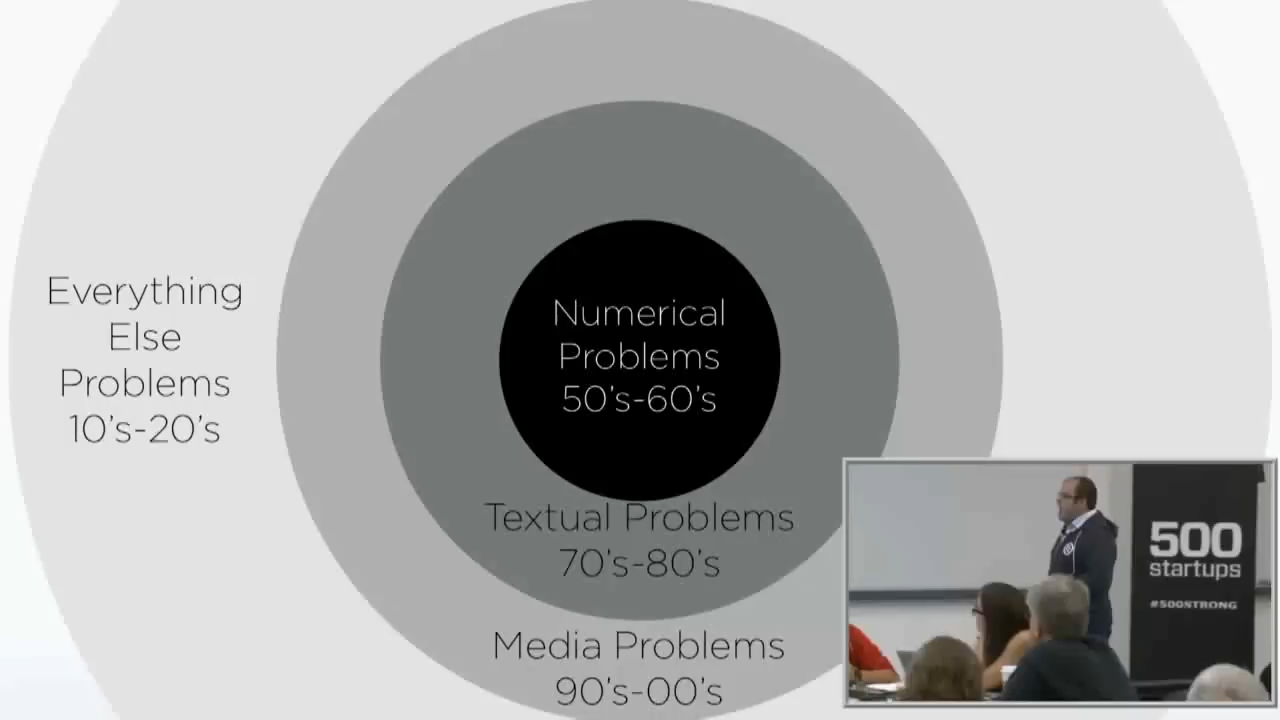 Everything
Else
Problems
10's-20's
Numerical
Problems
50's-60's
Textual Problems
70's-80's
Media Problems
90's-00's
500
startups
#500STRONG